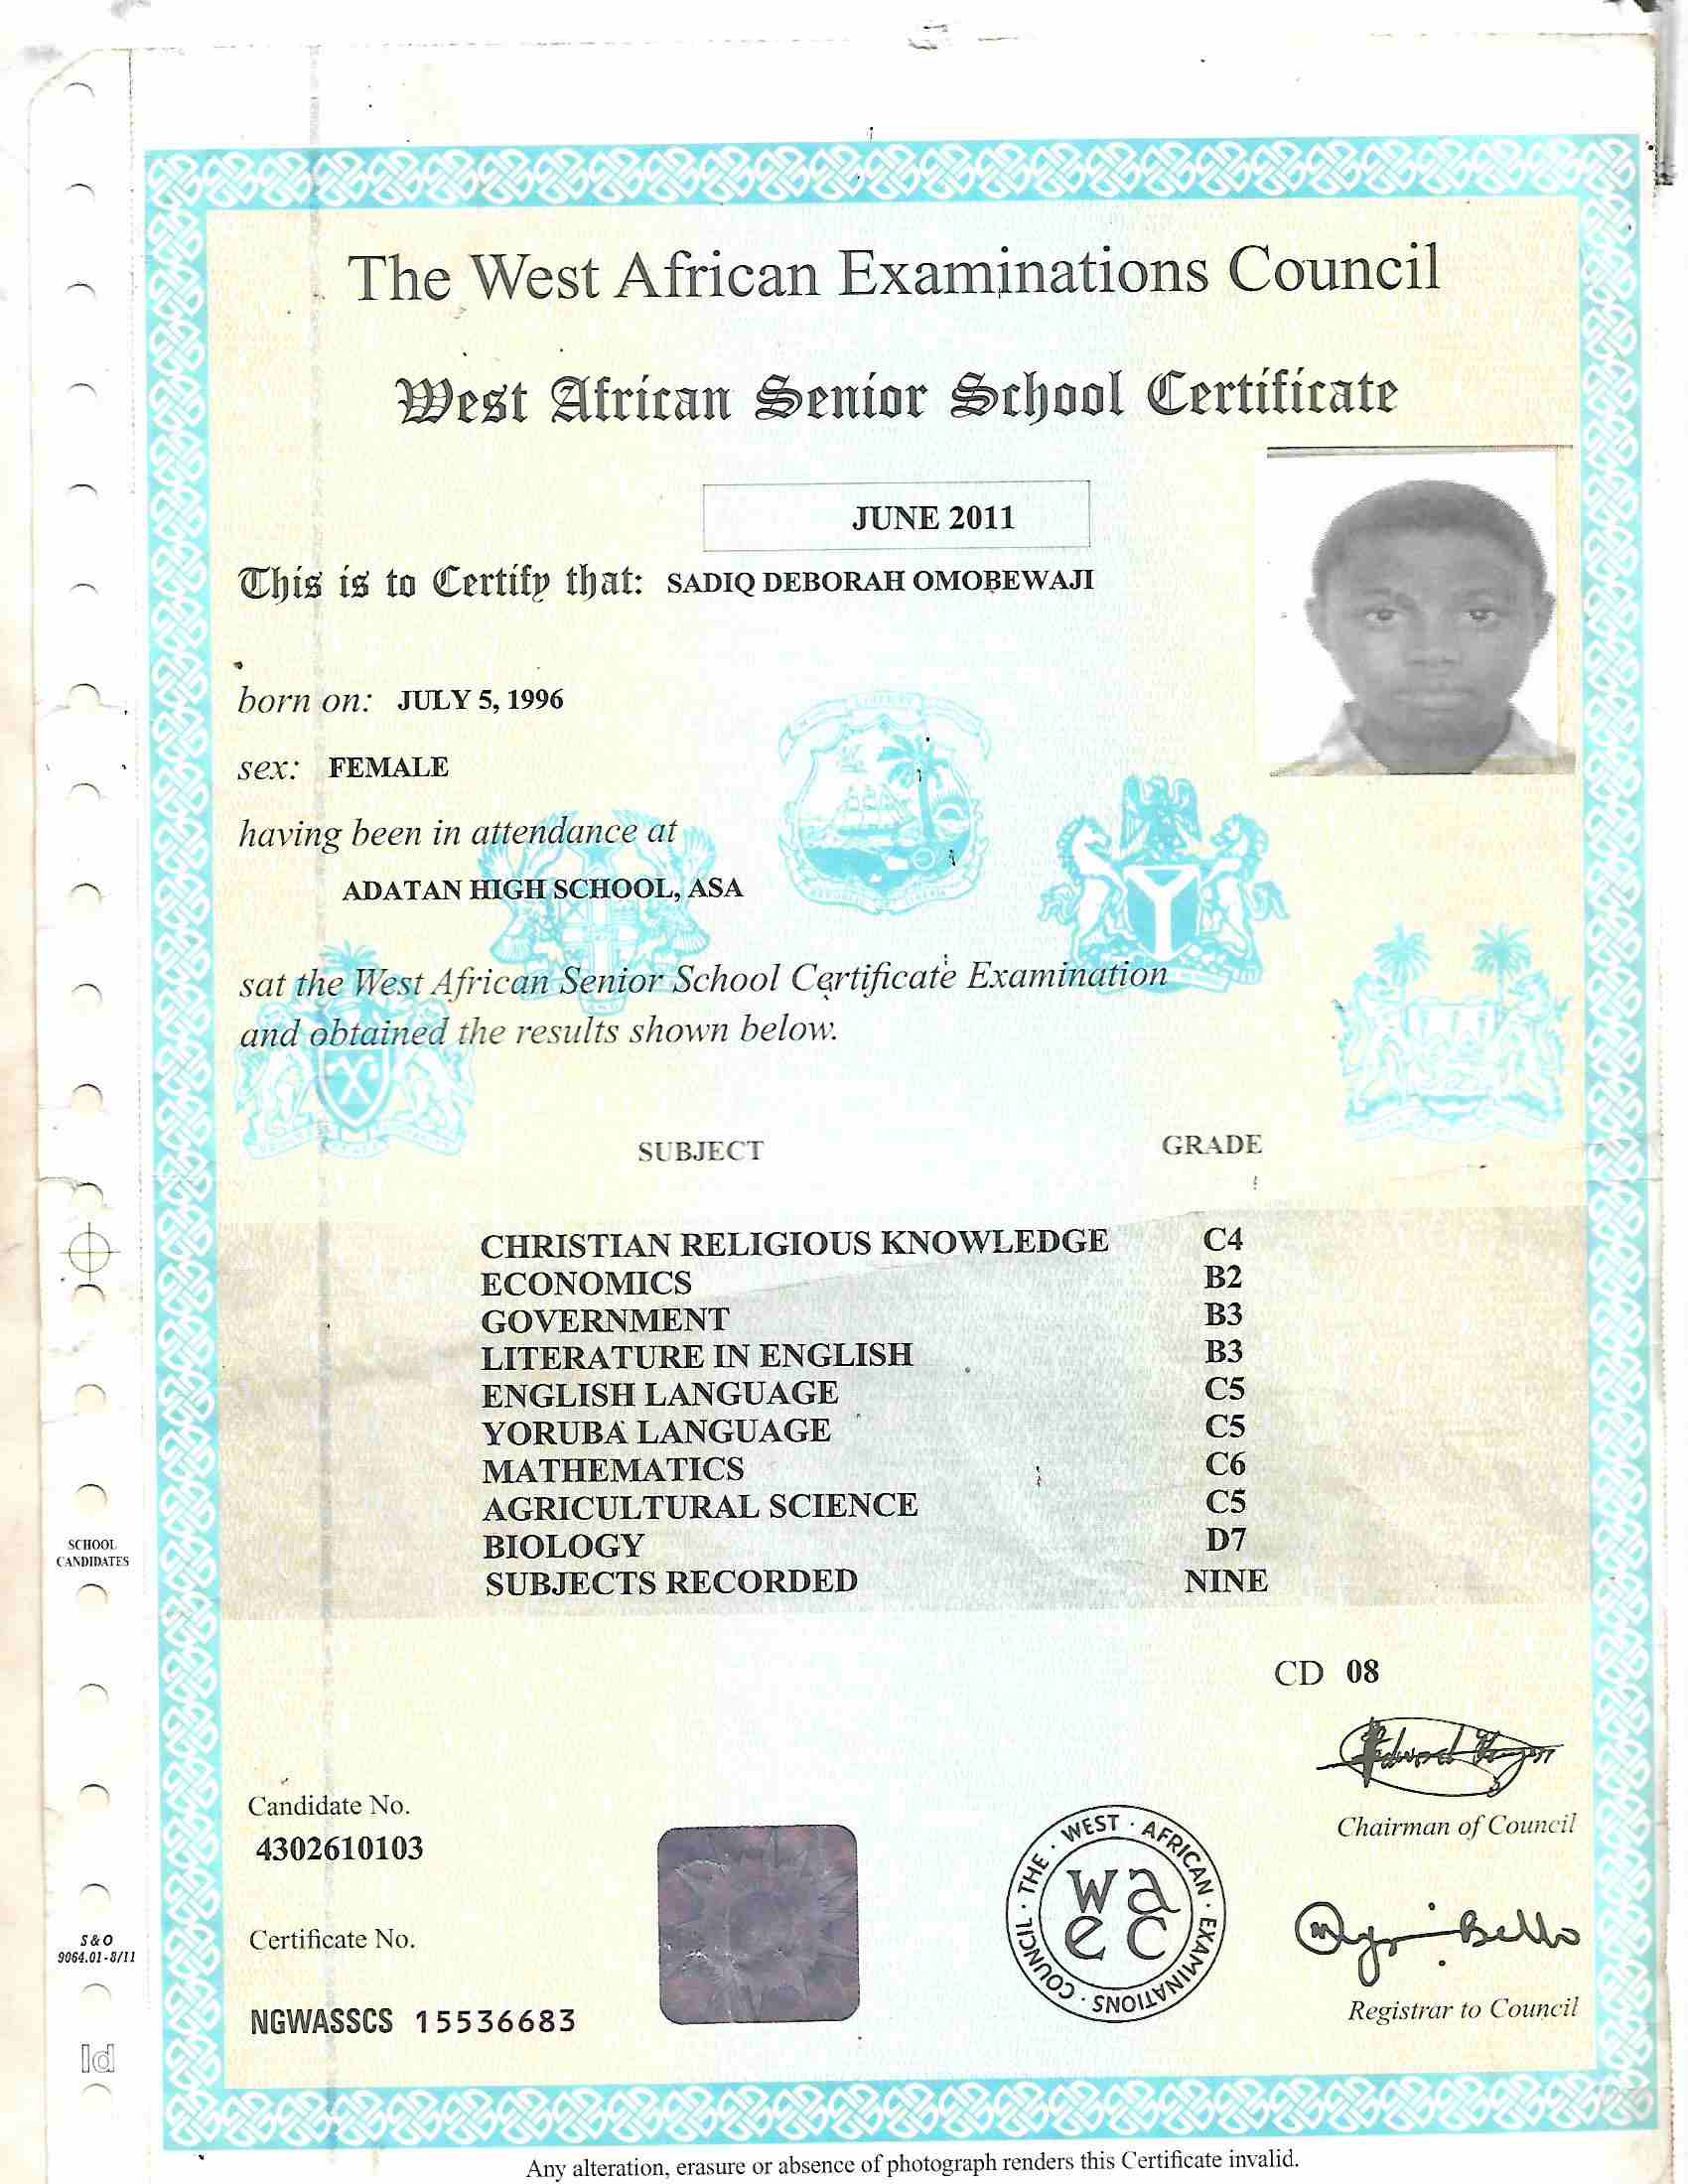 The West African Examinations Council
West African Senior School Certificate
JUNE 2011
This is to Certify that: SADIQ DEBORAH OMOBEWAJI
born on: JULY 5, 1996
sex: FEMALE
having been in attendance at
ADATAN HIGH SCHOOL, ASA
sat the West African Senior School Certificate Examination
and obtained the results shown below.
SUBJECT GRADE
CHRISTIAN RELIGIOUS KNOWLEDGE C4
ECONOMICS B2
GOVERNMENT B3
LITERATURE IN ENGLISH B3
ENGLISH LANGUAGE C5
YORUBA LANGUAGE C5
MATHEMATICS C6
AGRICULTURAL SCIENCE C5
BIOLOGY D7
SUBJECTS RECORDED NINE
SCHOOL
CANDIDATES
CD 08
Chairman of Council
Candidate No.
4302610103
THE · WEST · AFRICAN · EXAMINATIONS · COUNCIL ·
wa
ec
Bello
Registrar to Council
Certificate No.
NGWASSCS 15536683
S & O
9064.01-8/11
Id
Any alteration, erasure or absence of photograph renders this Certificate invalid.